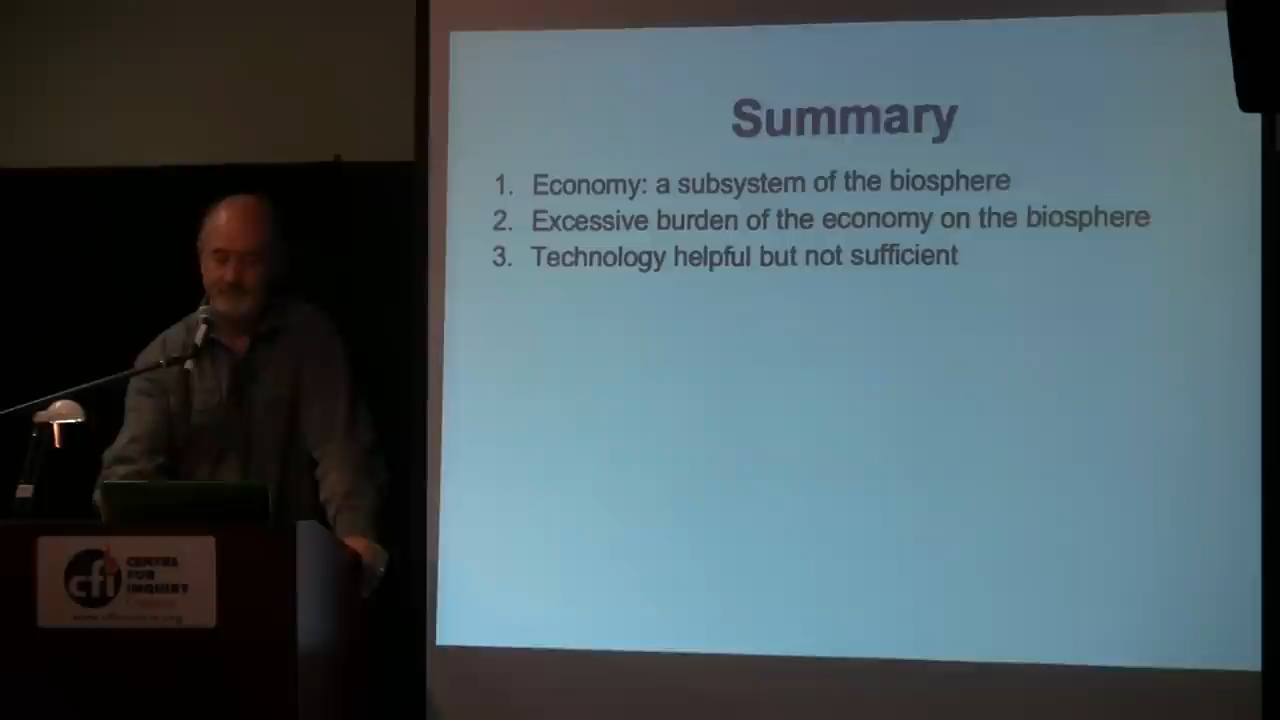 Summary
1. Economy: a subsystem of the biosphere
2. Excessive burden of the economy on the biosphere
3. Technology helpful but not sufficient
cfi
CENTRE
FOR
INQUIRY